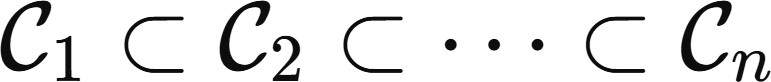 𝒞₁ ⊂ 𝒞₂ ⊂ ⋯ ⊂ 𝒞ₙ